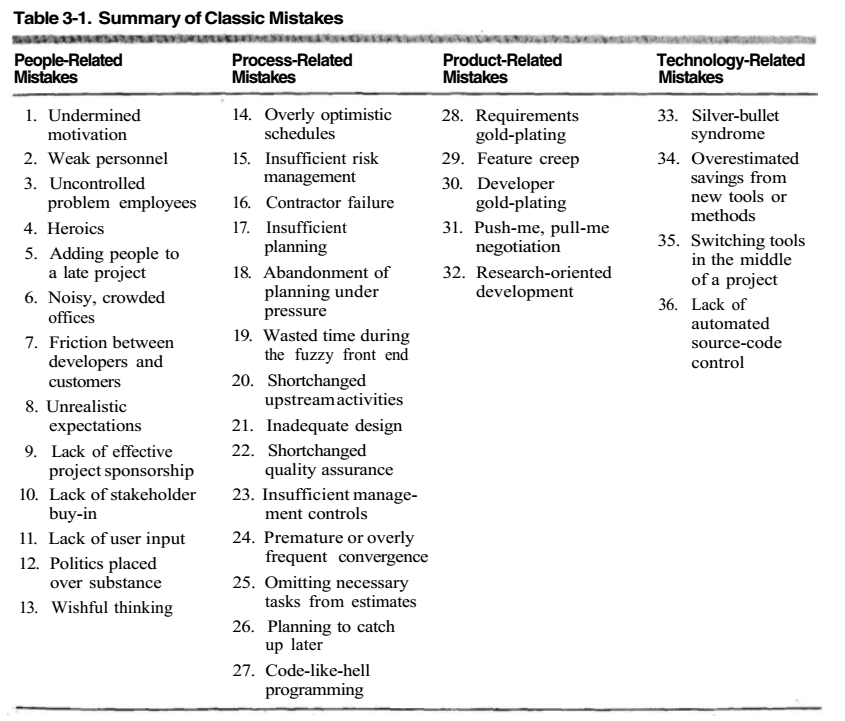 Table 3-1. Summary of Classic Mistakes
People-Related
Mistakes
1. Undermined
motivation
2. Weak personnel
3. Uncontrolled
problem employees
4. Heroics
5. Adding people to
a late project
6. Noisy, crowded
offices
7. Friction between
developers and
customers
8. Unrealistic
expectations
9. Lack of effective
project sponsorship
10. Lack of stakeholder
buy-in
11. Lack of user input
12. Politics placed
over substance
13. Wishful thinking
Process-Related
Mistakes
14. Overly optimistic
schedules
15. Insufficient risk
management
16. Contractor failure
17. Insufficient
planning
18. Abandonment of
planning under
pressure
19. Wasted time during
the fuzzy front end
20. Shortchanged
upstream activities
21. Inadequate design
22. Shortchanged
quality assurance
23. Insufficient manage-
ment controls
24. Premature or overly
frequent convergence
25. Omitting necessary
tasks from estimates
26. Planning to catch
up later
27. Code-like-hell
programming
Product-Related
Mistakes
28. Requirements
gold-plating
29. Feature creep
30. Developer
gold-plating
31. Push-me, pull-me
negotiation
32. Research-oriented
development
Technology-Related
Mistakes
33. Silver-bullet
syndrome
34. Overestimated
savings from
new tools or
methods
35. Switching tools
in the middle
of a project
36. Lack of
automated
source-code
control